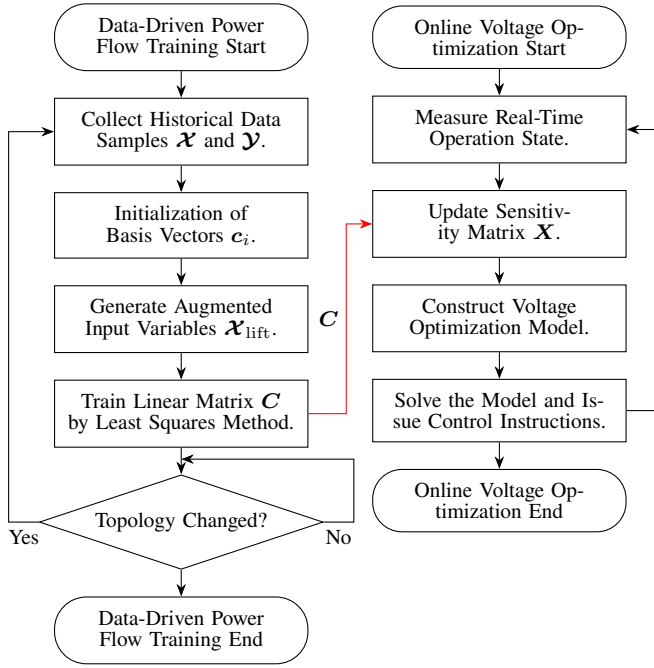 Data-Driven Power
Flow Training Start
Collect Historical Data
Samples 𝓧 and 𝓨.
Initialization of
Basis Vectors c_i.
Generate Augmented
Input Variables 𝓧_lift.
Train Linear Matrix C
by Least Squares Method.
Topology Changed?
Yes
No
Data-Driven Power
Flow Training End
C
Online Voltage Op-
timization Start
Measure Real-Time
Operation State.
Update Sensitiv-
ity Matrix X.
Construct Voltage
Optimization Model.
Solve the Model and Is-
sue Control Instructions.
Online Voltage Op-
timization End